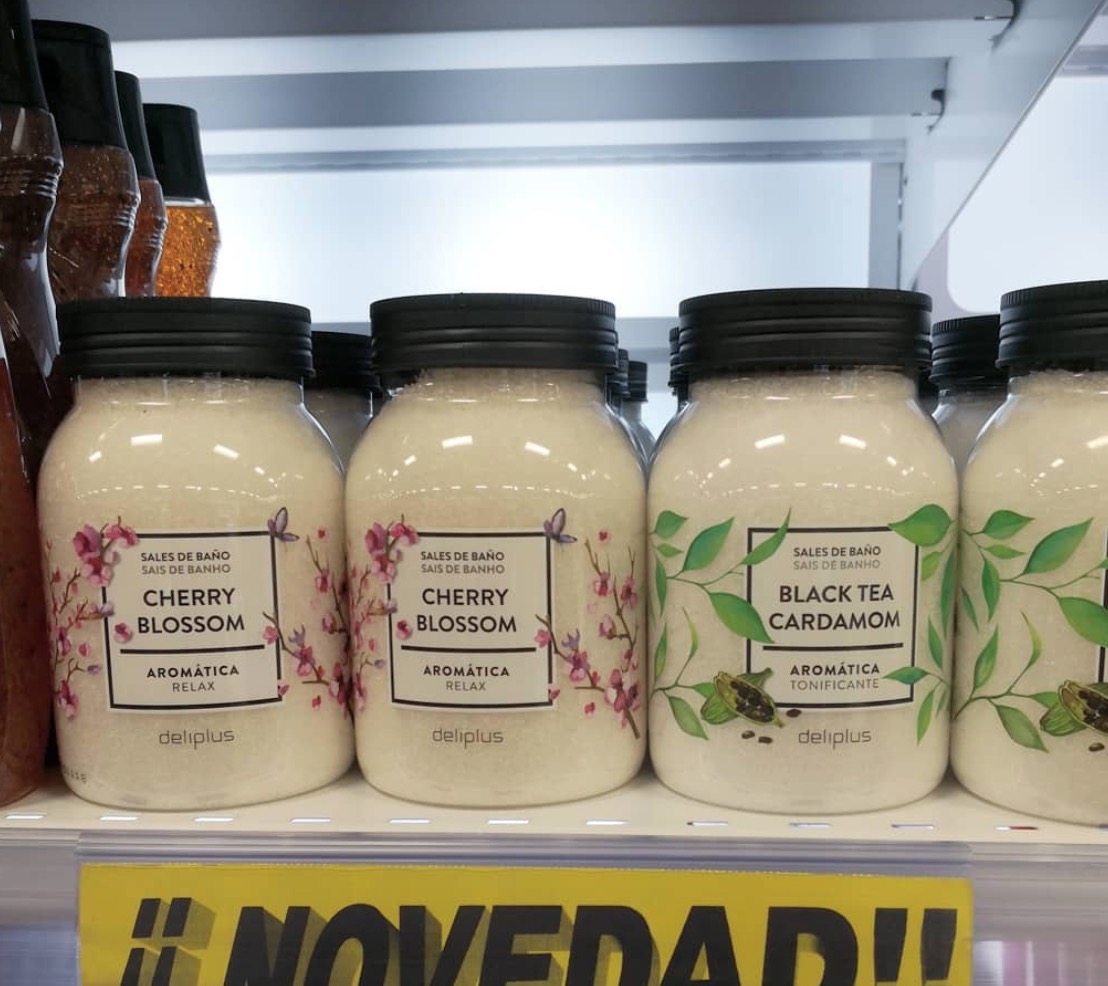 SALES DE BAÑO
SAIS DE BANHO
CHERRY
BLOSSOM
AROMÁTICA
RELAX
deliplus
SALES DE BAÑO
SAIS DE BANHO
CHERRY
BLOSSOM
AROMÁTICA
RELAX
deliplus
SALES DE BAÑO
SAIS DE BANHO
BLACK TEA
CARDAMOM
AROMÁTICA
TONIFICANTE
deliplus
¡¡NOVEDAD!!